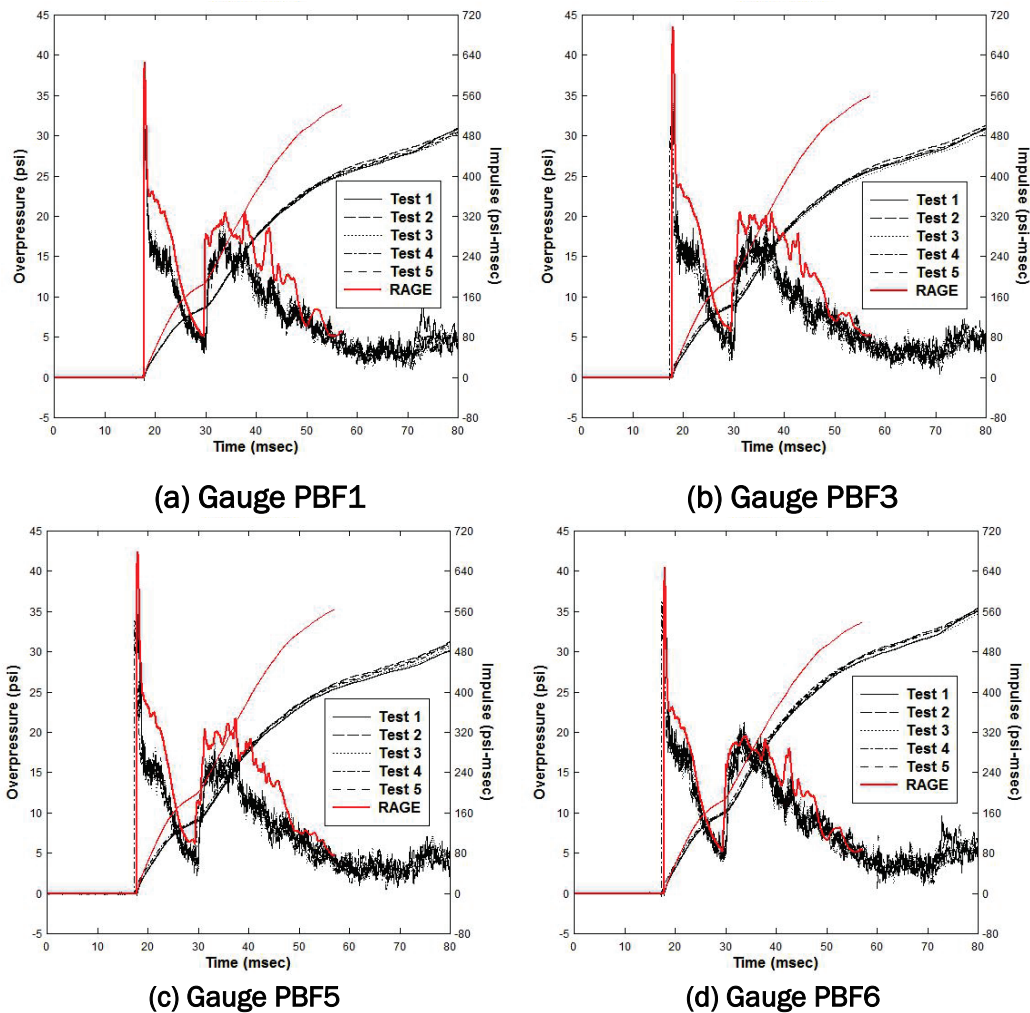 45 40 35 30 25 20 15 10 5 0 -5
Overpressure (psi)
720 640 560 480 400 320 240 160 80 0 -80
Impulse (psi-msec)
Test 1
Test 2
Test 3
Test 4
Test 5
RAGE
0 10 20 30 40 50 60 70 80
Time (msec)
(a) Gauge PBF1
45 40 35 30 25 20 15 10 5 0 -5
Overpressure (psi)
720 640 560 480 400 320 240 160 80 0 -80
Impulse (psi-msec)
Test 1
Test 2
Test 3
Test 4
Test 5
RAGE
0 10 20 30 40 50 60 70 80
Time (msec)
(b) Gauge PBF3
45 40 35 30 25 20 15 10 5 0 -5
Overpressure (psi)
720 640 560 480 400 320 240 160 80 0 -80
Impulse (psi-msec)
Test 1
Test 2
Test 3
Test 4
Test 5
RAGE
0 10 20 30 40 50 60 70 80
Time (msec)
(c) Gauge PBF5
45 40 35 30 25 20 15 10 5 0 -5
Overpressure (psi)
720 640 560 480 400 320 240 160 80 0 -80
Impulse (psi-msec)
Test 1
Test 2
Test 3
Test 4
Test 5
RAGE
0 10 20 30 40 50 60 70 80
Time (msec)
(d) Gauge PBF6